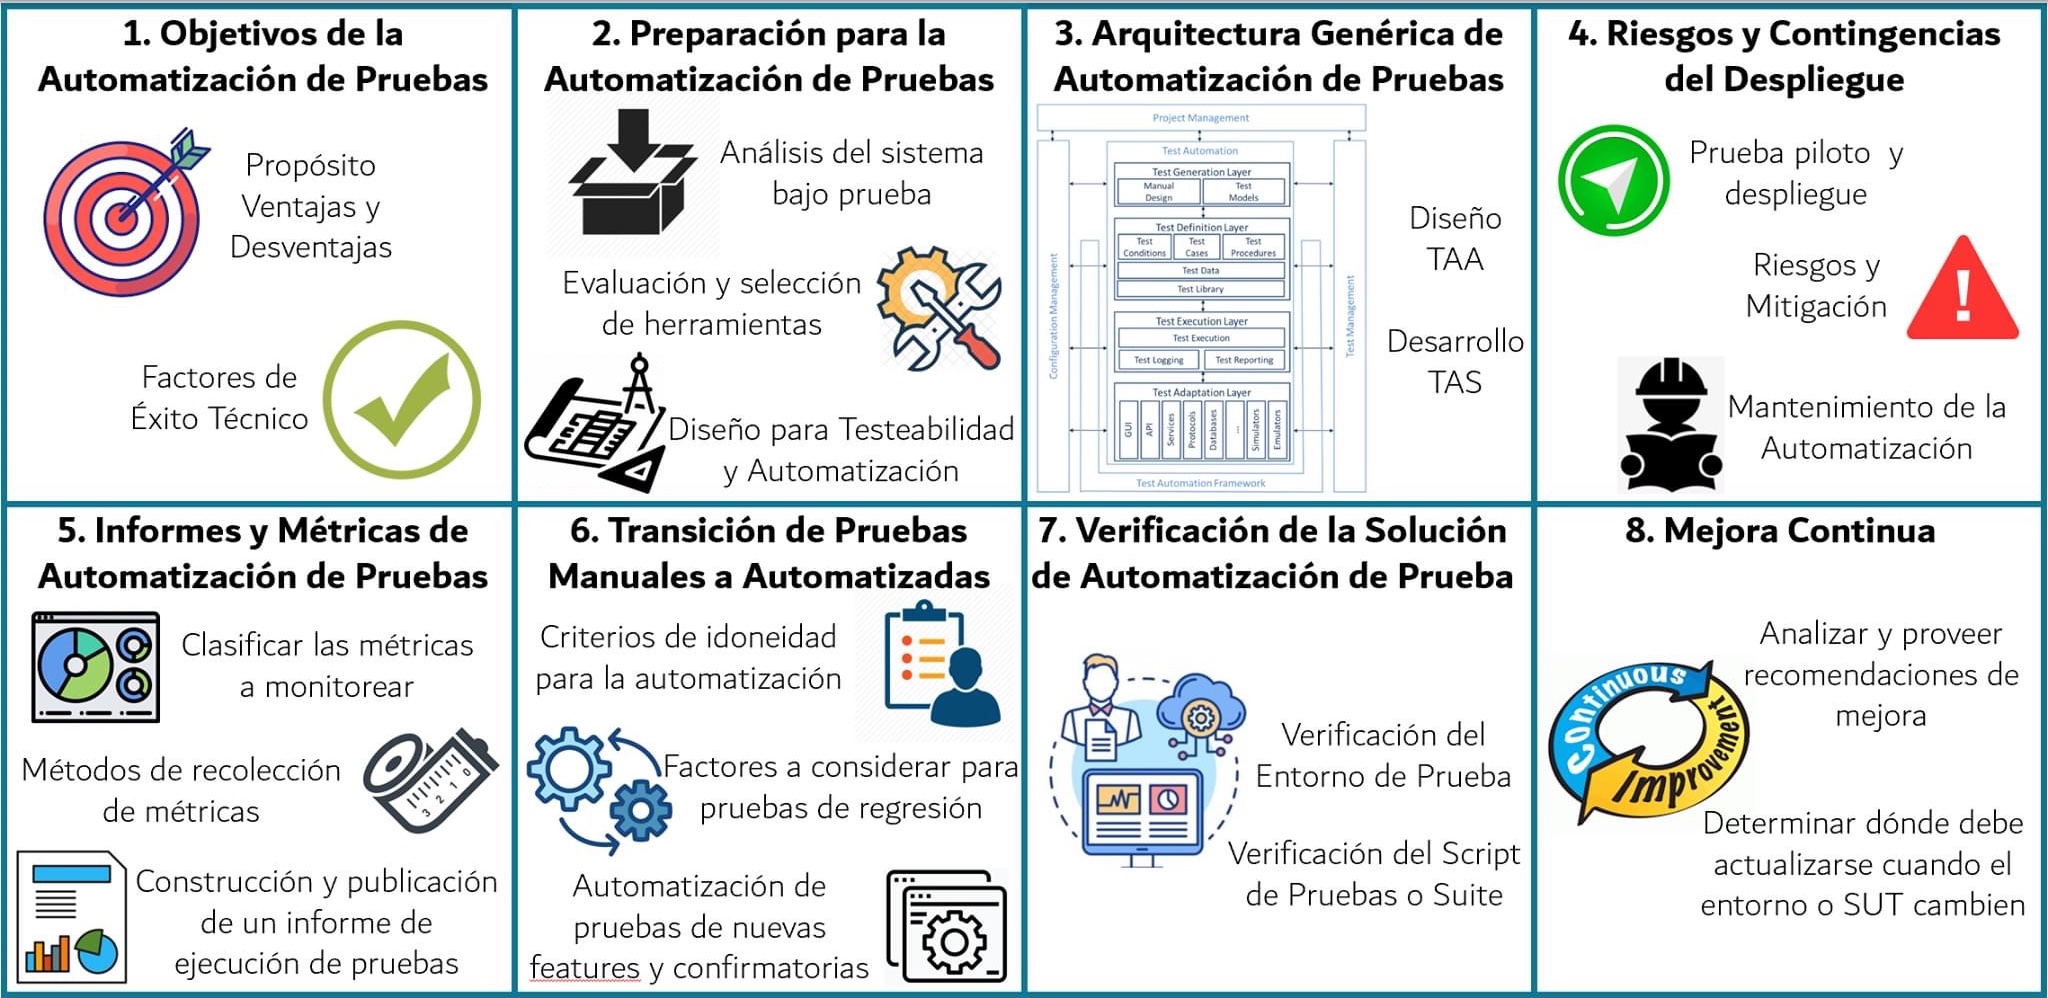 1. Objetivos de la
Automatización de Pruebas
Propósito
Ventajas y
Desventajas
Factores de
Éxito Técnico
2. Preparación para la
Automatización de Pruebas
Análisis del sistema
bajo prueba
Evaluación y selección
de herramientas
Diseño para Testeabilidad
y Automatización
3. Arquitectura Genérica de
Automatización de Pruebas
Project Management
Test Automation
Test Generation Layer
Manual
Design
Test
Models
Test Definition Layer
Test
Conditions
Test
Cases
Test
Procedures
Test Data
Test Library
Test Execution Layer
Test Execution
Test Logging
Test Reporting
Test Adaptation Layer
GUI
API
Services
Protocols
Databases
...
Simulators
Emulators
Configuration Management
Test Management
Test Automation Framework
Diseño
TAA
Desarrollo
TAS
4. Riesgos y Contingencias
del Despliegue
Prueba piloto y
despliegue
Riesgos y
Mitigación
!
Mantenimiento de la
Automatización
5. Informes y Métricas de
Automatización de Pruebas
Clasificar las métricas
a monitorear
Métodos de recolección
de métricas
3 2 1 0
Construcción y publicación
de un informe de
ejecución de pruebas
6. Transición de Pruebas
Manuales a Automatizadas
Criterios de idoneidad
para la automatización
Factores a considerar para
pruebas de regresión
Automatización de
pruebas de nuevas
features y confirmatorias
7. Verificación de la Solución
de Automatización de Prueba
Verificación del
Entorno de Prueba
Verificación del Script
de Pruebas o Suite
8. Mejora Continua
Analizar y proveer
recomendaciones de
mejora
Continuous
Improvement
Determinar dónde debe
actualizarse cuando el
entorno o SUT cambien